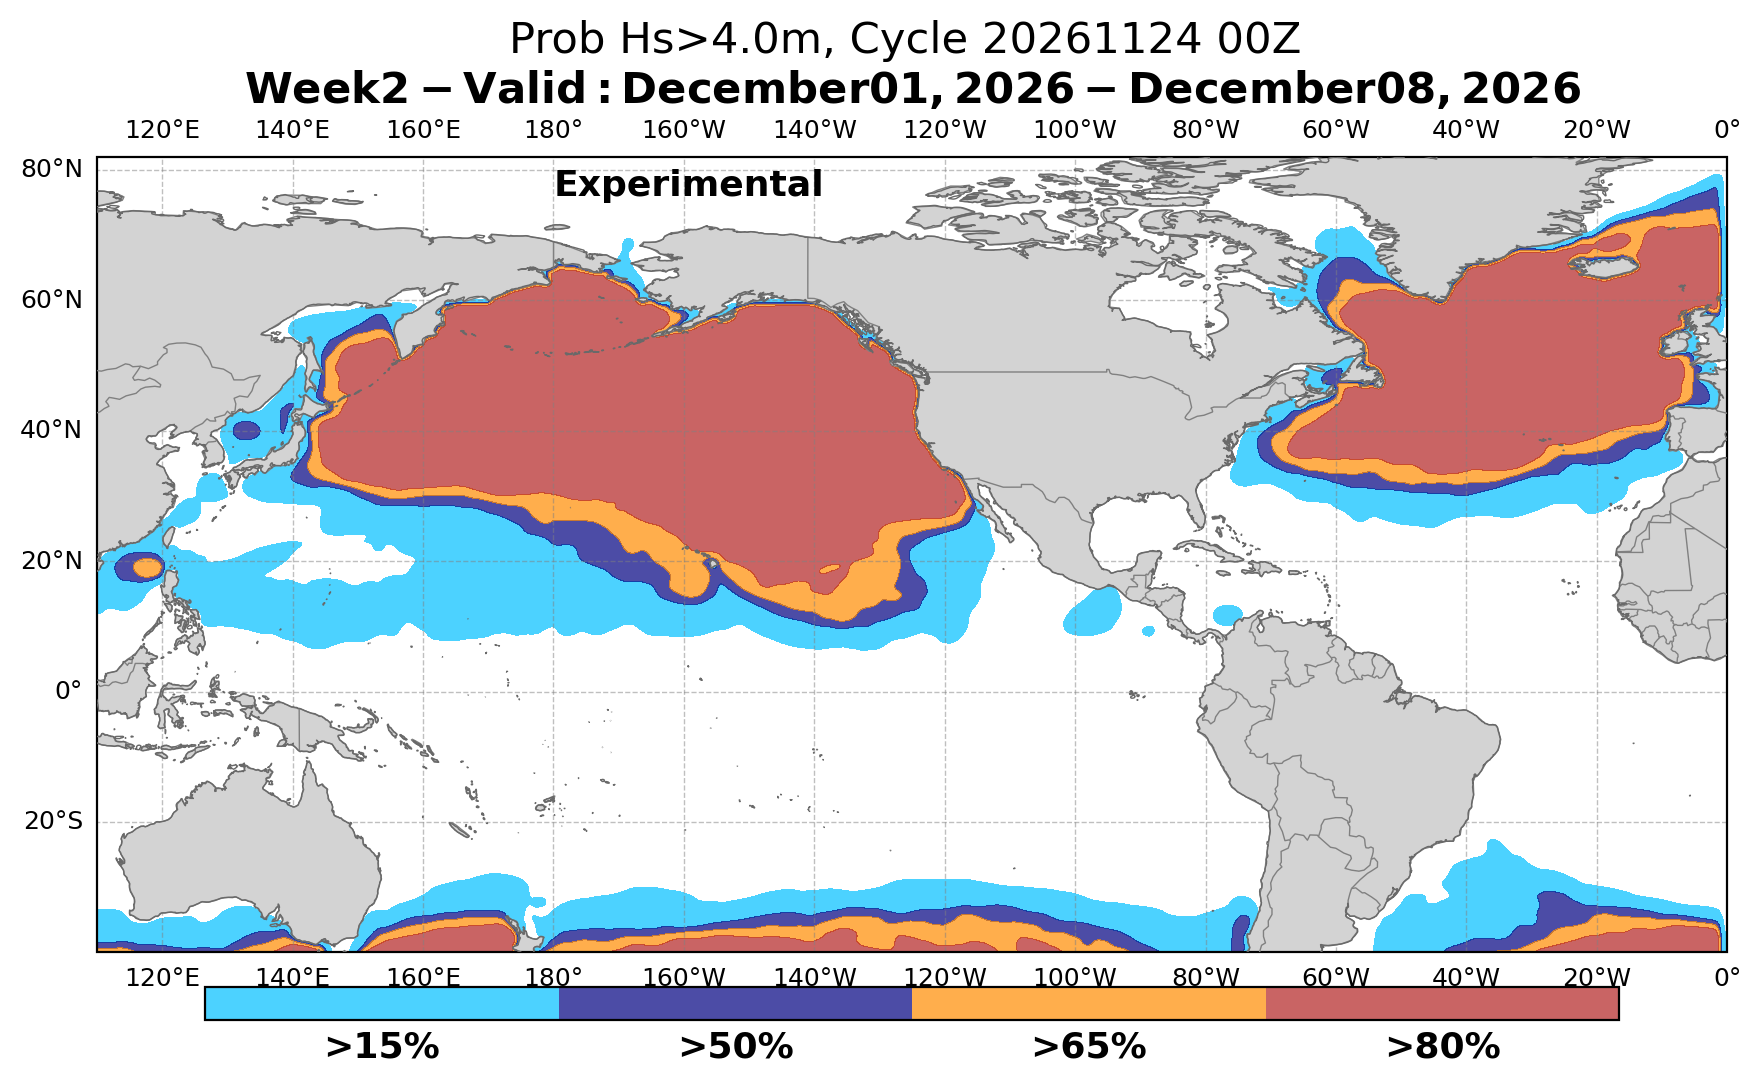 Prob Hs>4.0m, Cycle 20261124 00Z
Week2 − Valid : December01, 2026 − December08, 2026
120°E 140°E 160°E 180° 160°W 140°W 120°W 100°W 80°W 60°W 40°W 20°W 0°
80°N
Experimental
60°N
40°N
20°N
0°
20°S
120°E 140°E 160°E 180° 160°W 140°W 120°W 100°W 80°W 60°W 40°W 20°W 0°
>15% >50% >65% >80%